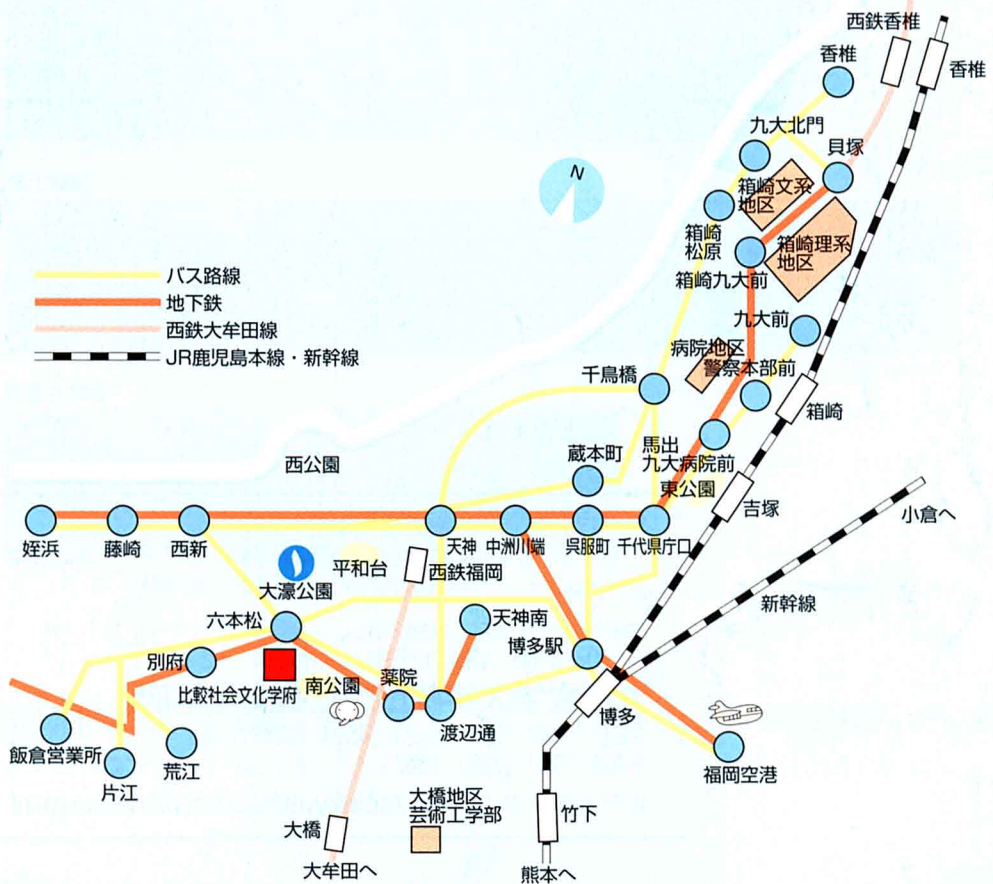 西鉄香椎
香椎
香椎
九大北門
貝塚
N
箱崎文系
地区
箱崎
松原
箱崎理系
地区
箱崎九大前
バス路線
地下鉄
西鉄大牟田線
JR鹿児島本線・新幹線
九大前
病院地区
警察本部前
千鳥橋
箱崎
馬出
九大病院前
蔵本町
西公園
東公園
吉塚
小倉へ
姪浜
藤崎
西新
天神
中洲川端
呉服町
千代県庁口
平和台
西鉄福岡
大濠公園
新幹線
六本松
天神南
博多駅
別府
比較社会文化学府
南公園
薬院
渡辺通
博多
飯倉営業所
荒江
片江
福岡空港
大橋地区
芸術工学部
大橋
竹下
大牟田へ
熊本へ